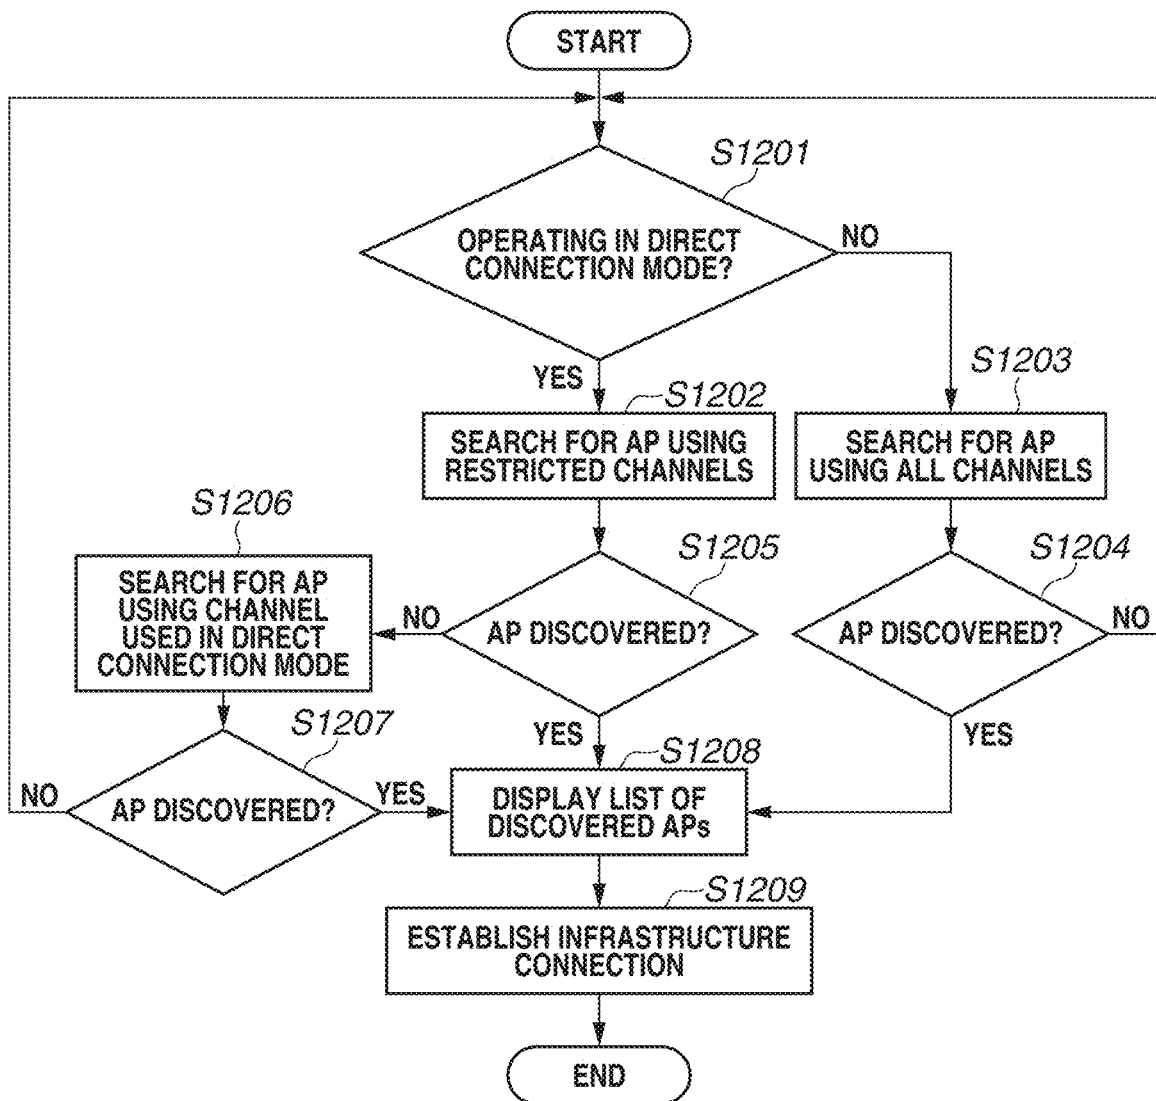 START
S1201
OPERATING IN DIRECT
CONNECTION MODE?
NO
YES
S1202
SEARCH FOR AP USING
RESTRICTED CHANNELS
S1203
SEARCH FOR AP
USING ALL CHANNELS
S1206
SEARCH FOR AP
USING CHANNEL
USED IN DIRECT
CONNECTION MODE
S1205
NO
AP DISCOVERED?
YES
S1204
AP DISCOVERED?
NO
YES
S1207
NO
AP DISCOVERED?
YES
S1208
DISPLAY LIST OF
DISCOVERED APs
S1209
ESTABLISH INFRASTRUCTURE
CONNECTION
END